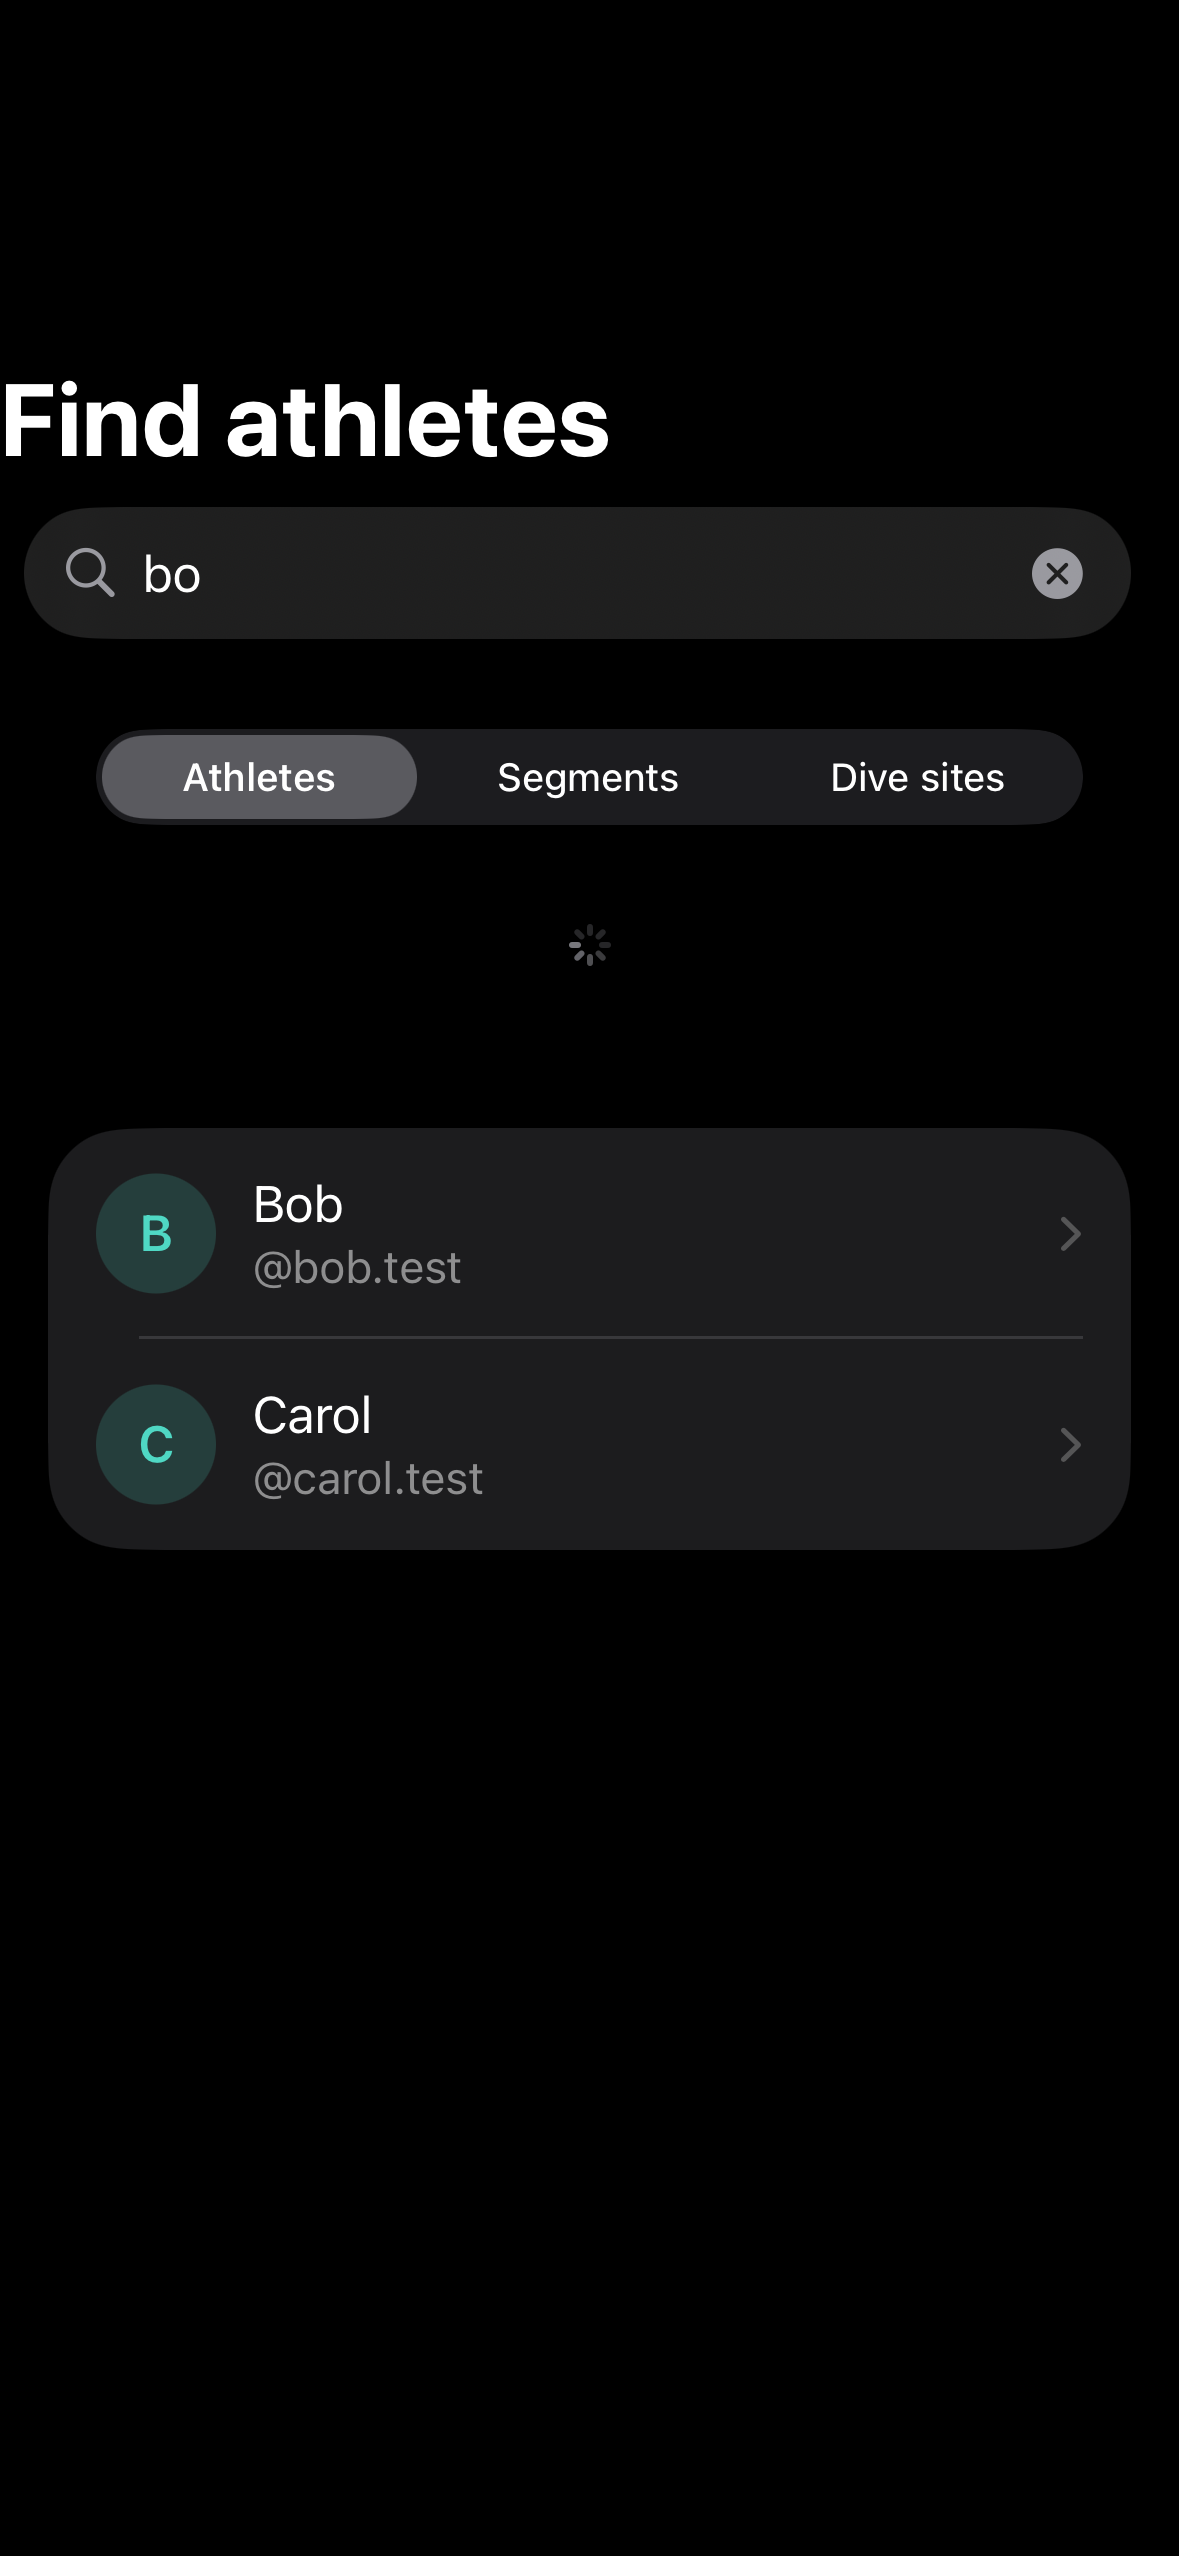 Find athletes
bo
Athletes Segments Dive sites
B
Bob
@bob.test
C
Carol
@carol.test